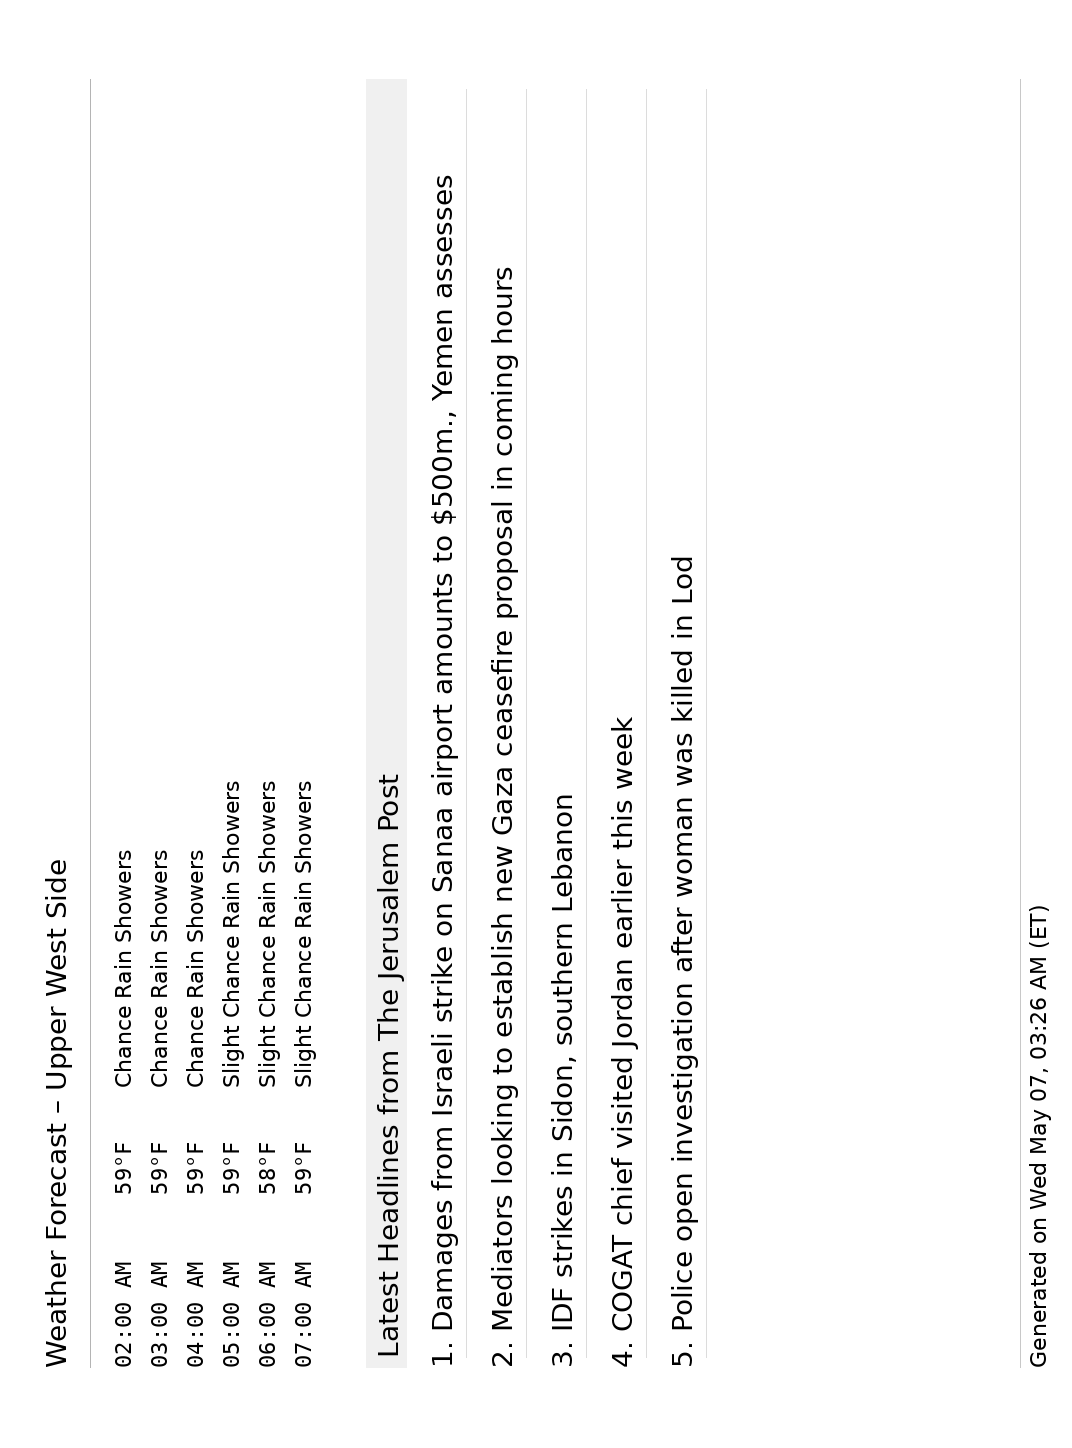 Weather Forecast – Upper West Side
02:00 AM 59°F Chance Rain Showers
03:00 AM 59°F Chance Rain Showers
04:00 AM 59°F Chance Rain Showers
05:00 AM 59°F Slight Chance Rain Showers
06:00 AM 58°F Slight Chance Rain Showers
07:00 AM 59°F Slight Chance Rain Showers
Latest Headlines from The Jerusalem Post
1. Damages from Israeli strike on Sanaa airport amounts to $500m., Yemen assesses
2. Mediators looking to establish new Gaza ceasefire proposal in coming hours
3. IDF strikes in Sidon, southern Lebanon
4. COGAT chief visited Jordan earlier this week
5. Police open investigation after woman was killed in Lod
Generated on Wed May 07, 03:26 AM (ET)